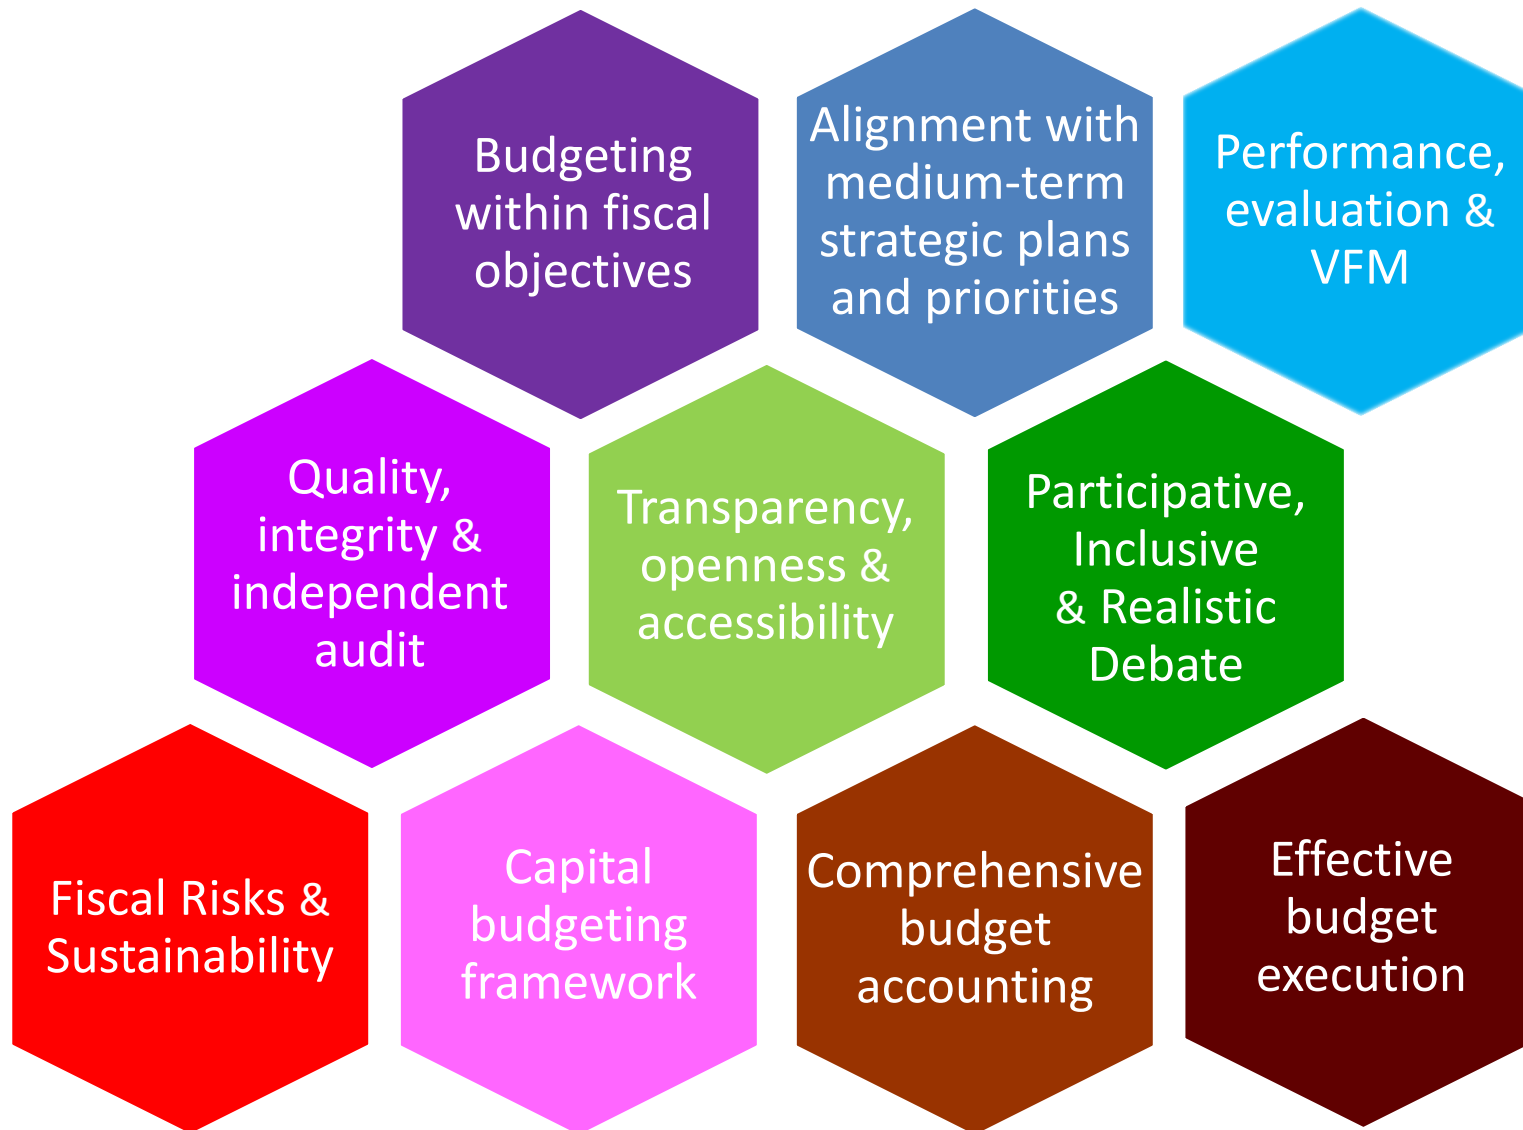 Budgeting
within fiscal
objectives
Alignment with
medium-term
strategic plans
and priorities
Performance,
evaluation &
VFM
Quality,
integrity &
independent
audit
Transparency,
openness &
accessibility
Participative,
Inclusive
& Realistic
Debate
Fiscal Risks &
Sustainability
Capital
budgeting
framework
Comprehensive
budget
accounting
Effective
budget
execution